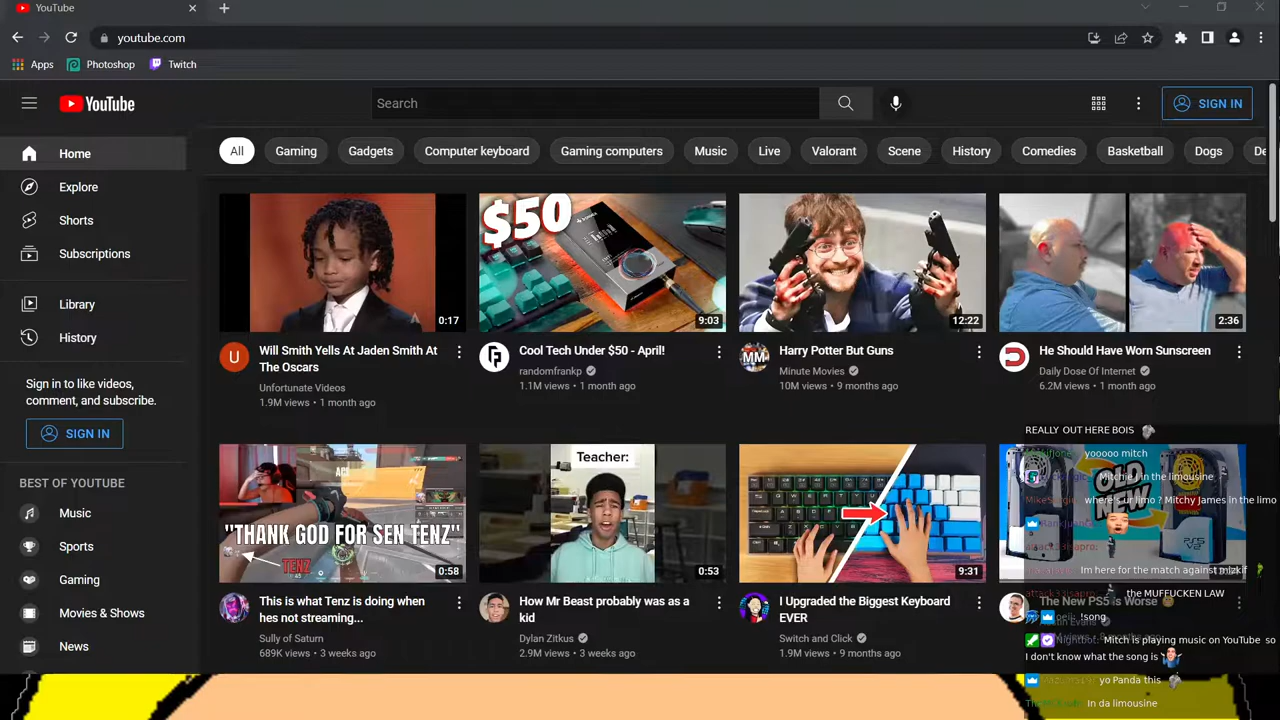 YouTube
youtube.com
Apps
Photoshop
Twitch
YouTube
Search
SIGN IN
Home
Explore
Shorts
Subscriptions
Library
History
Sign in to like videos,
comment, and subscribe.
SIGN IN
BEST OF YOUTUBE
Music
Sports
Gaming
Movies & Shows
News
All
Gaming
Gadgets
Computer keyboard
Gaming computers
Music
Live
Valorant
Scene
History
Comedies
Basketball
Dogs
0:17
Will Smith Yells At Jaden Smith At
The Oscars
Unfortunate Videos
1.9M views • 1 month ago
$50
9:03
Cool Tech Under $50 - April!
randomfrankp
1.1M views • 1 month ago
12:22
Harry Potter But Guns
Minute Movies
10M views • 9 months ago
2:36
He Should Have Worn Sunscreen
Daily Dose Of Internet
6.2M views • 1 month ago
"THANK GOD FOR SEN TENZ"
TENZ
0:58
This is what Tenz is doing when
hes not streaming...
Sully of Saturn
689K views • 3 weeks ago
Teacher:
0:53
How Mr Beast probably was as a
kid
Dylan Zitkus
2.9M views • 3 weeks ago
9:31
I Upgraded the Biggest Keyboard
EVER
Switch and Click
1.9M views • 9 months ago
The New PS5 is Worse
Austin Evans
REALLY OUT HERE BOIS
yooooo mitch
Mitchie I in the limousine
where's ur limo ? Mitchy James in the limo
Im here for the match against mizkif
the MUFFUCKEN LAW
!song
Nightbot: Mitch is playing music on YouTube so
I don't know what the song is
yo Panda this
In da limousine